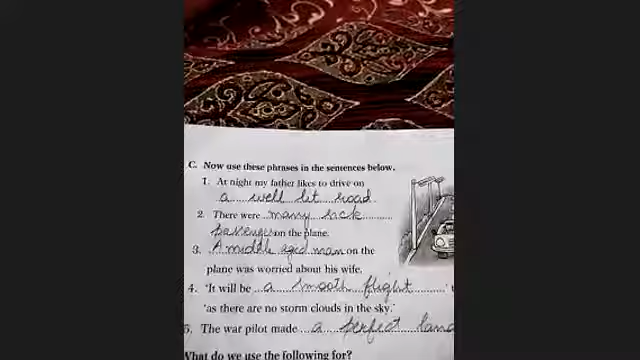 C. Now use these phrases in the sentences below.
1. At night my father likes to drive on
a well lit road
2. There were many sick
on the plane.
3. A middle aged man on the
plane was worried about his wife.
4. 'It will be a smooth flight
'as there are no storm clouds in the sky.'
5. The war pilot made a perfect land
What do we use the following for?